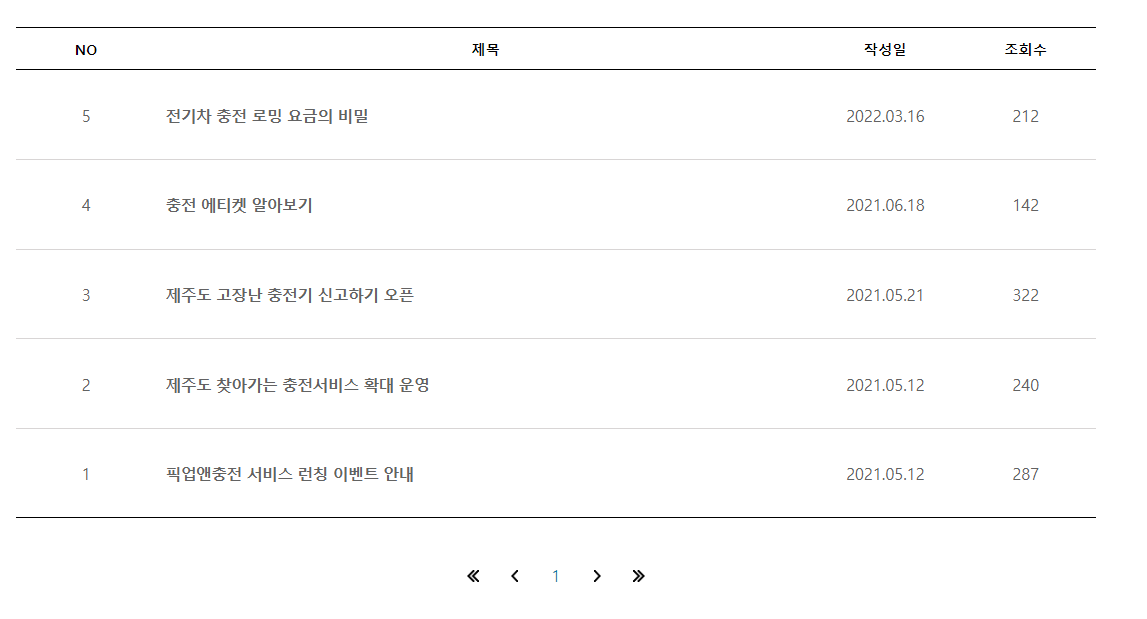 NO 제목 작성일 조회수
5 전기차 충전 로밍 요금의 비밀 2022.03.16 212
4 충전 에티켓 알아보기 2021.06.18 142
3 제주도 고장난 충전기 신고하기 오픈 2021.05.21 322
2 제주도 찾아가는 충전서비스 확대 운영 2021.05.12 240
1 픽업앤충전 서비스 런칭 이벤트 안내 2021.05.12 287
1